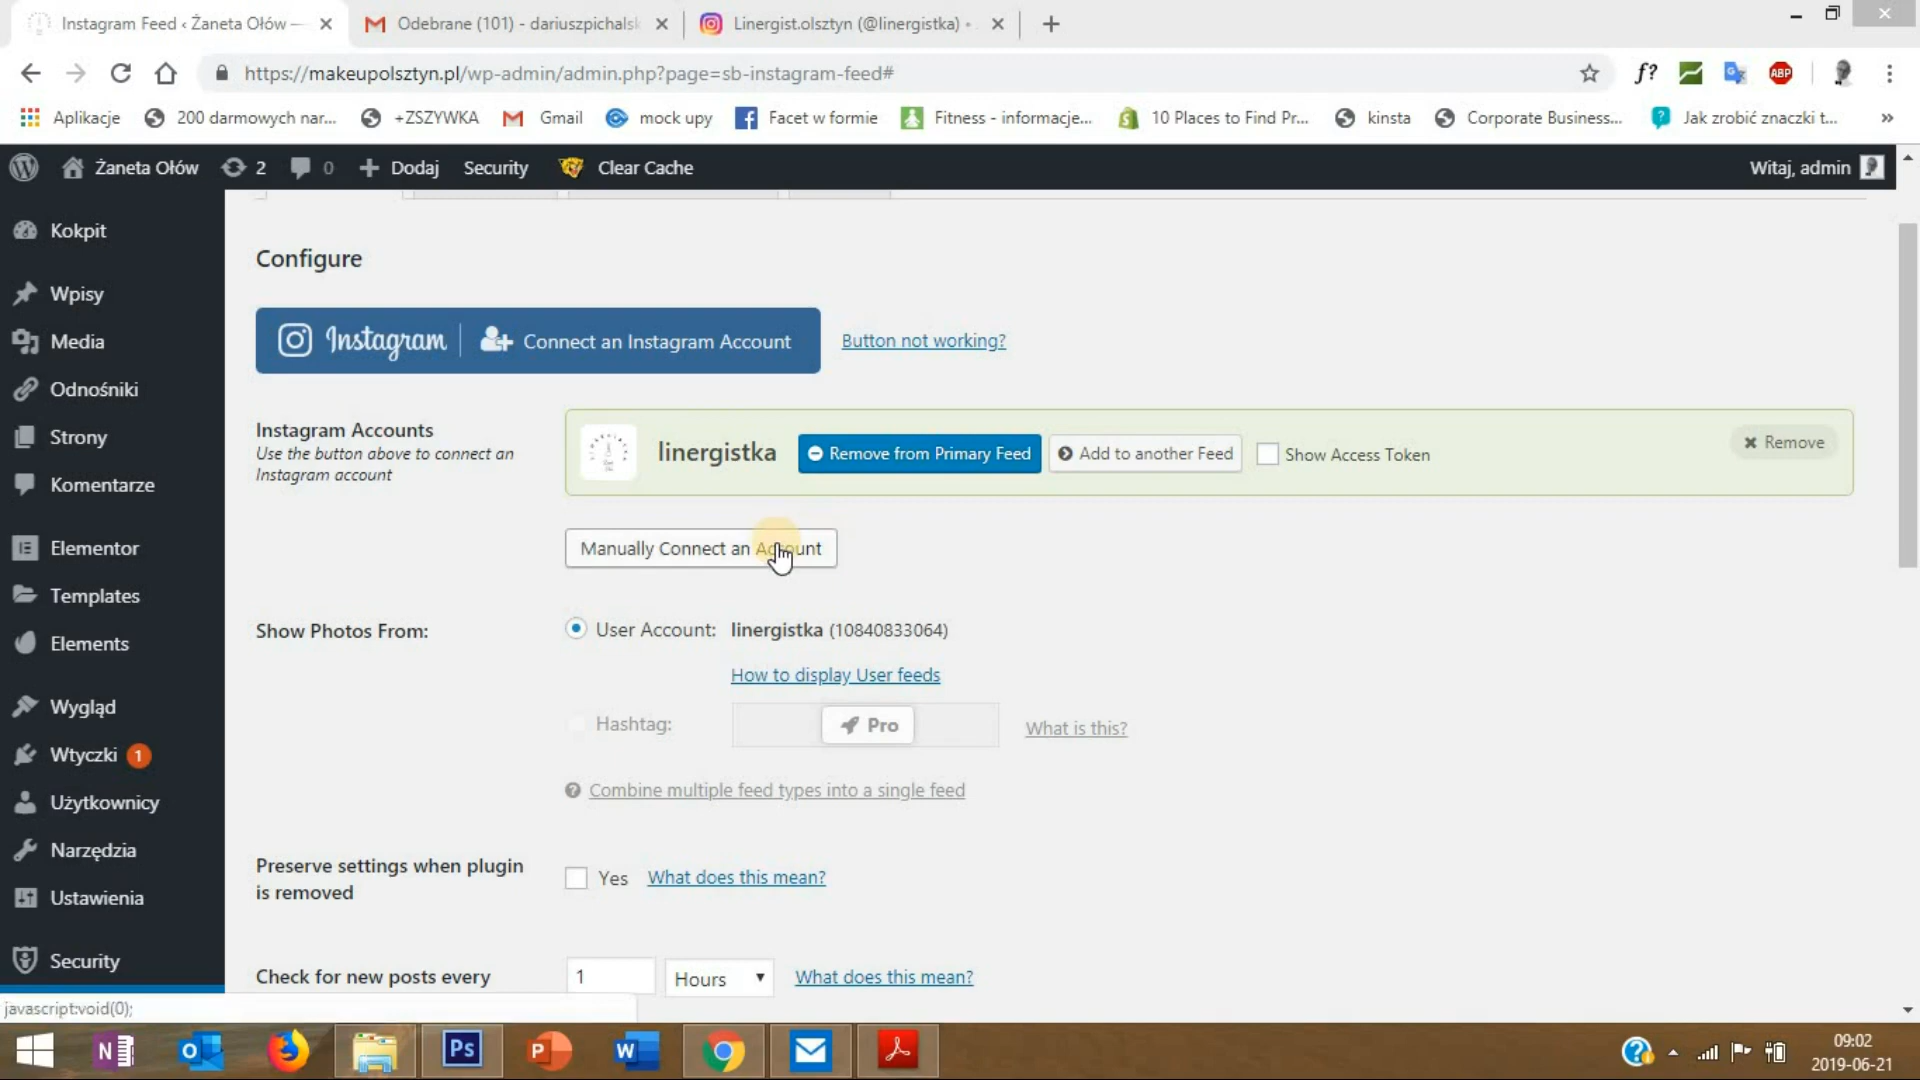 Instagram Feed ‹ Żaneta Ołów —
Odebrane (101) - dariuszpichalsk
Linergist.olsztyn (@linergistka) •
https://makeupolsztyn.pl/wp-admin/admin.php?page=sb-instagram-feed#
f?
ABP
Aplikacje
200 darmowych nar...
+ZSZYWKA
Gmail
mock upy
Facet w formie
Fitness - informacje...
10 Places to Find Pr...
kinsta
Corporate Business...
Jak zrobić znaczki t...
»
Żaneta Ołów
2
0
Dodaj
Security
Clear Cache
Witaj, admin
Kokpit
Wpisy
Media
Odnośniki
Strony
Komentarze
Elementor
Templates
Elements
Wygląd
Wtyczki 1
Użytkownicy
Narzędzia
Ustawienia
Security
Configure
Instagram
Connect an Instagram Account
Button not working?
Instagram Accounts
Use the button above to connect an
Instagram account
linergistka
Remove from Primary Feed
Add to another Feed
Show Access Token
Remove
Manually Connect an Account
Show Photos From:
User Account: linergistka (10840833064)
How to display User feeds
Hashtag:
Pro
What is this?
Combine multiple feed types into a single feed
Preserve settings when plugin
is removed
Yes
What does this mean?
Check for new posts every
1
Hours
What does this mean?
javascript:void(0);
09:02
2019-06-21